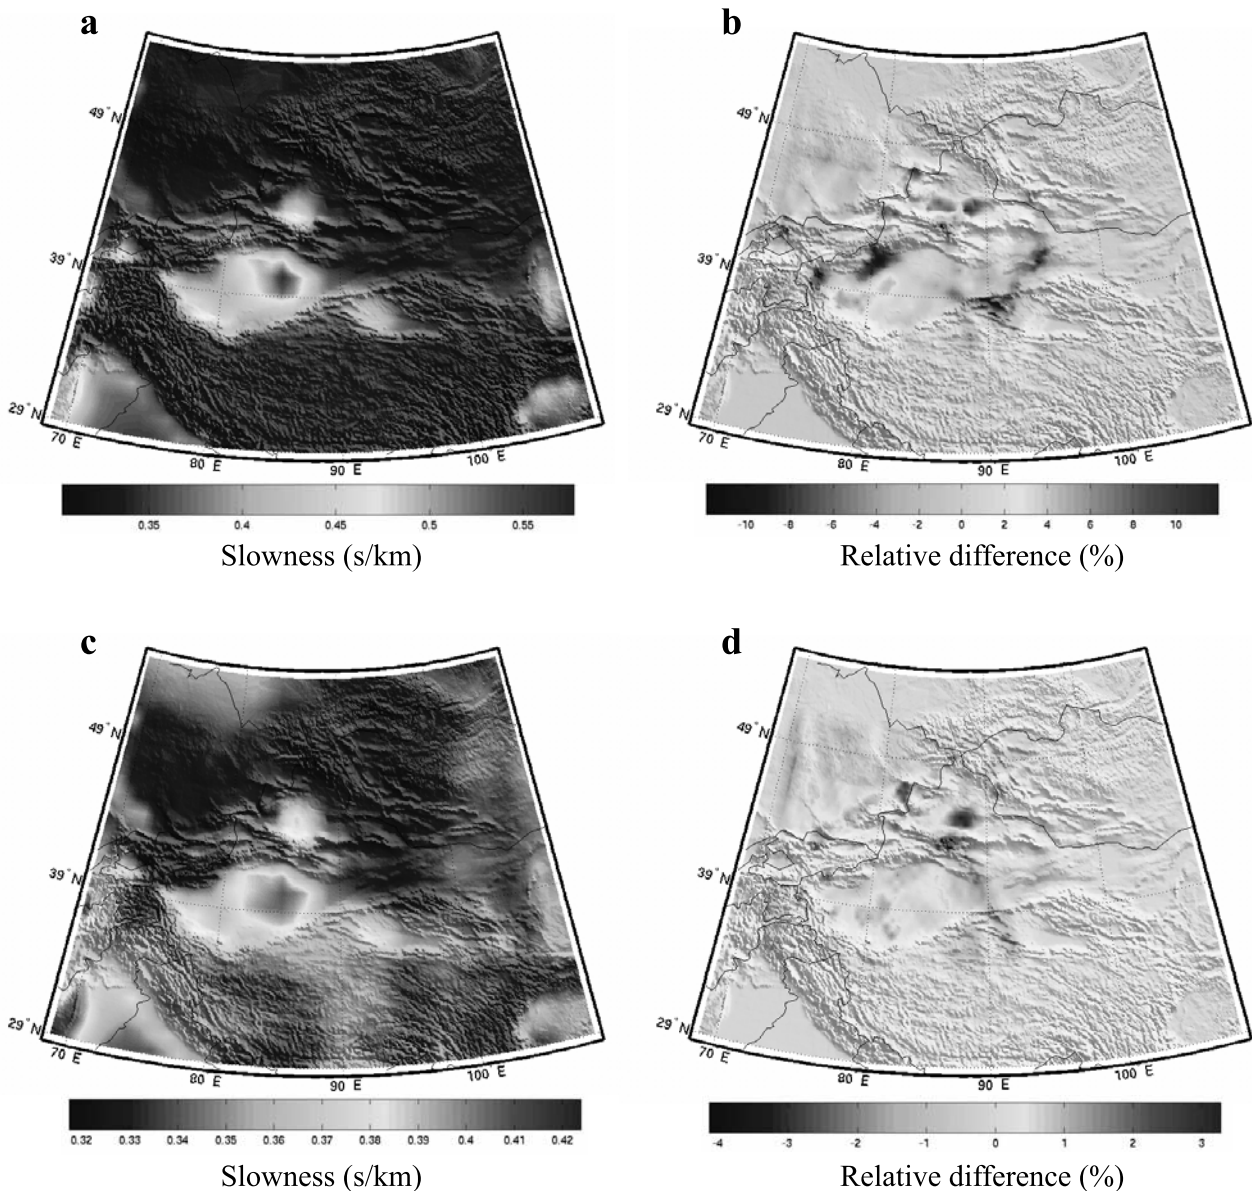 a
49° N
39° N
29° N
70 E
80 E
90 E
100 E
0.35 0.4 0.45 0.5 0.55
Slowness (s/km)
b
49° N
39° N
29° N
70 E
80 E
90 E
100 E
-10 -8 -6 -4 -2 0 2 4 6 8 10
Relative difference (%)
c
49° N
39° N
29° N
70 E
80 E
90 E
100 E
0.32 0.33 0.34 0.35 0.36 0.37 0.38 0.39 0.4 0.41 0.42
Slowness (s/km)
d
49° N
39° N
29° N
70 E
80 E
90 E
100 E
-4 -3 -2 -1 0 1 2 3
Relative difference (%)